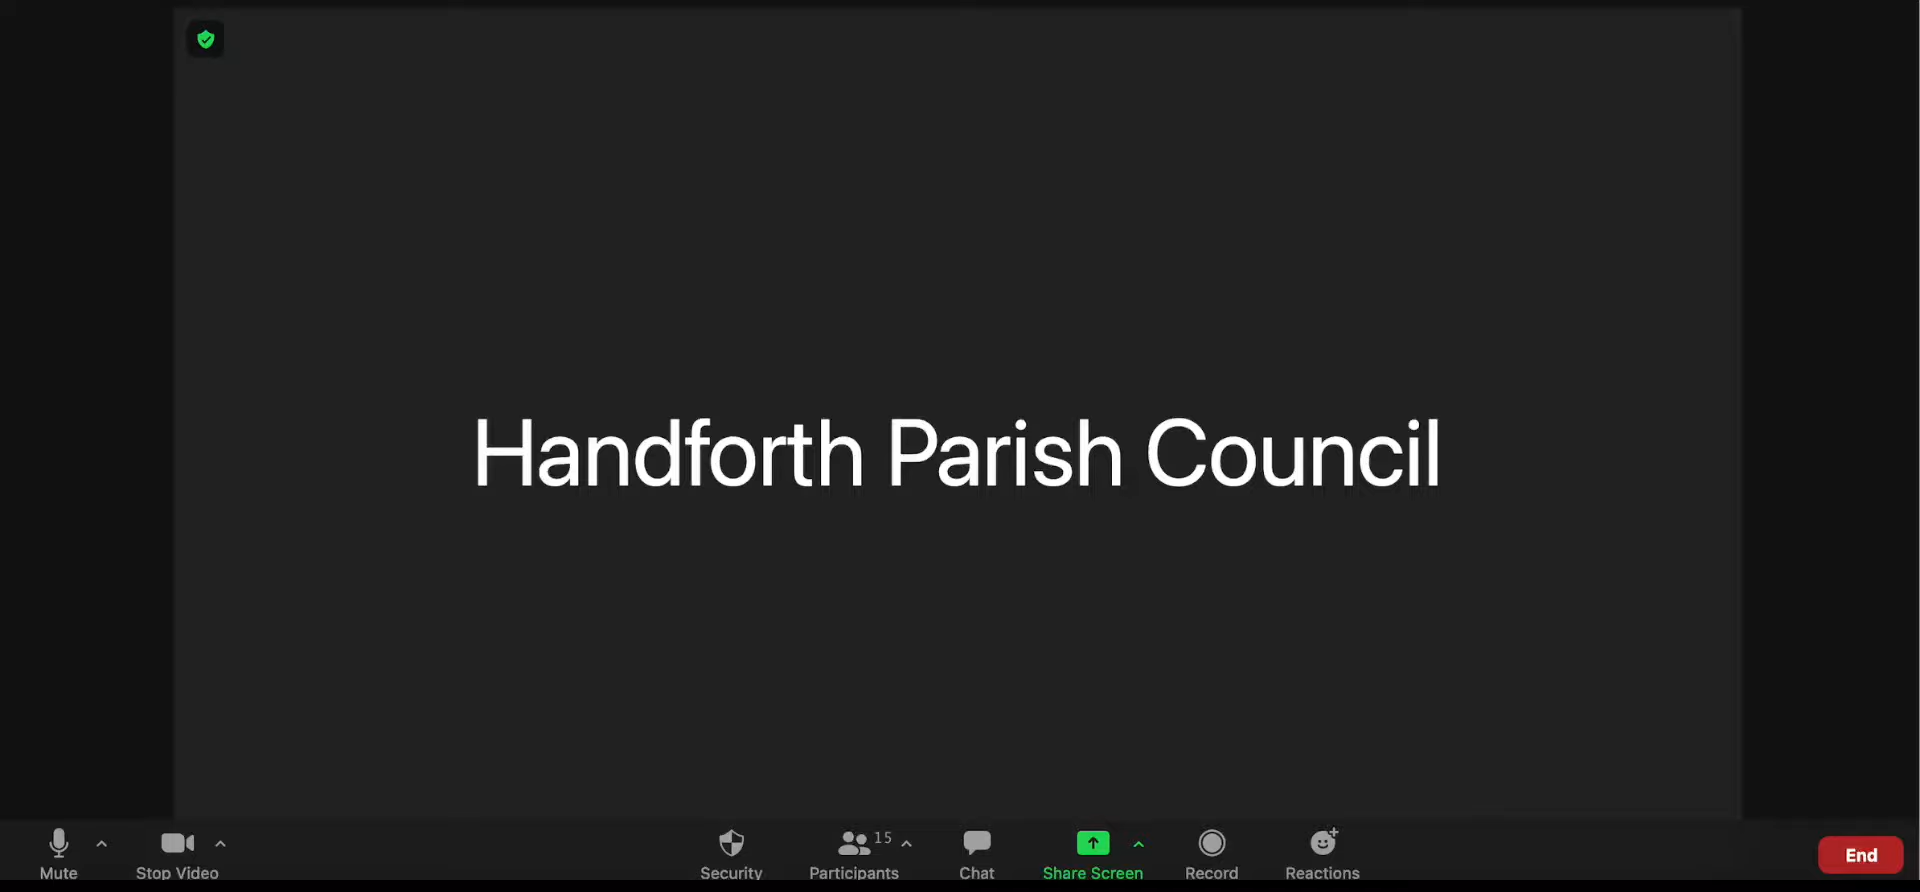 Handforth Parish Council
Mute
Stop Video
Security
15
Participants
Chat
Share Screen
Record
Reactions
End